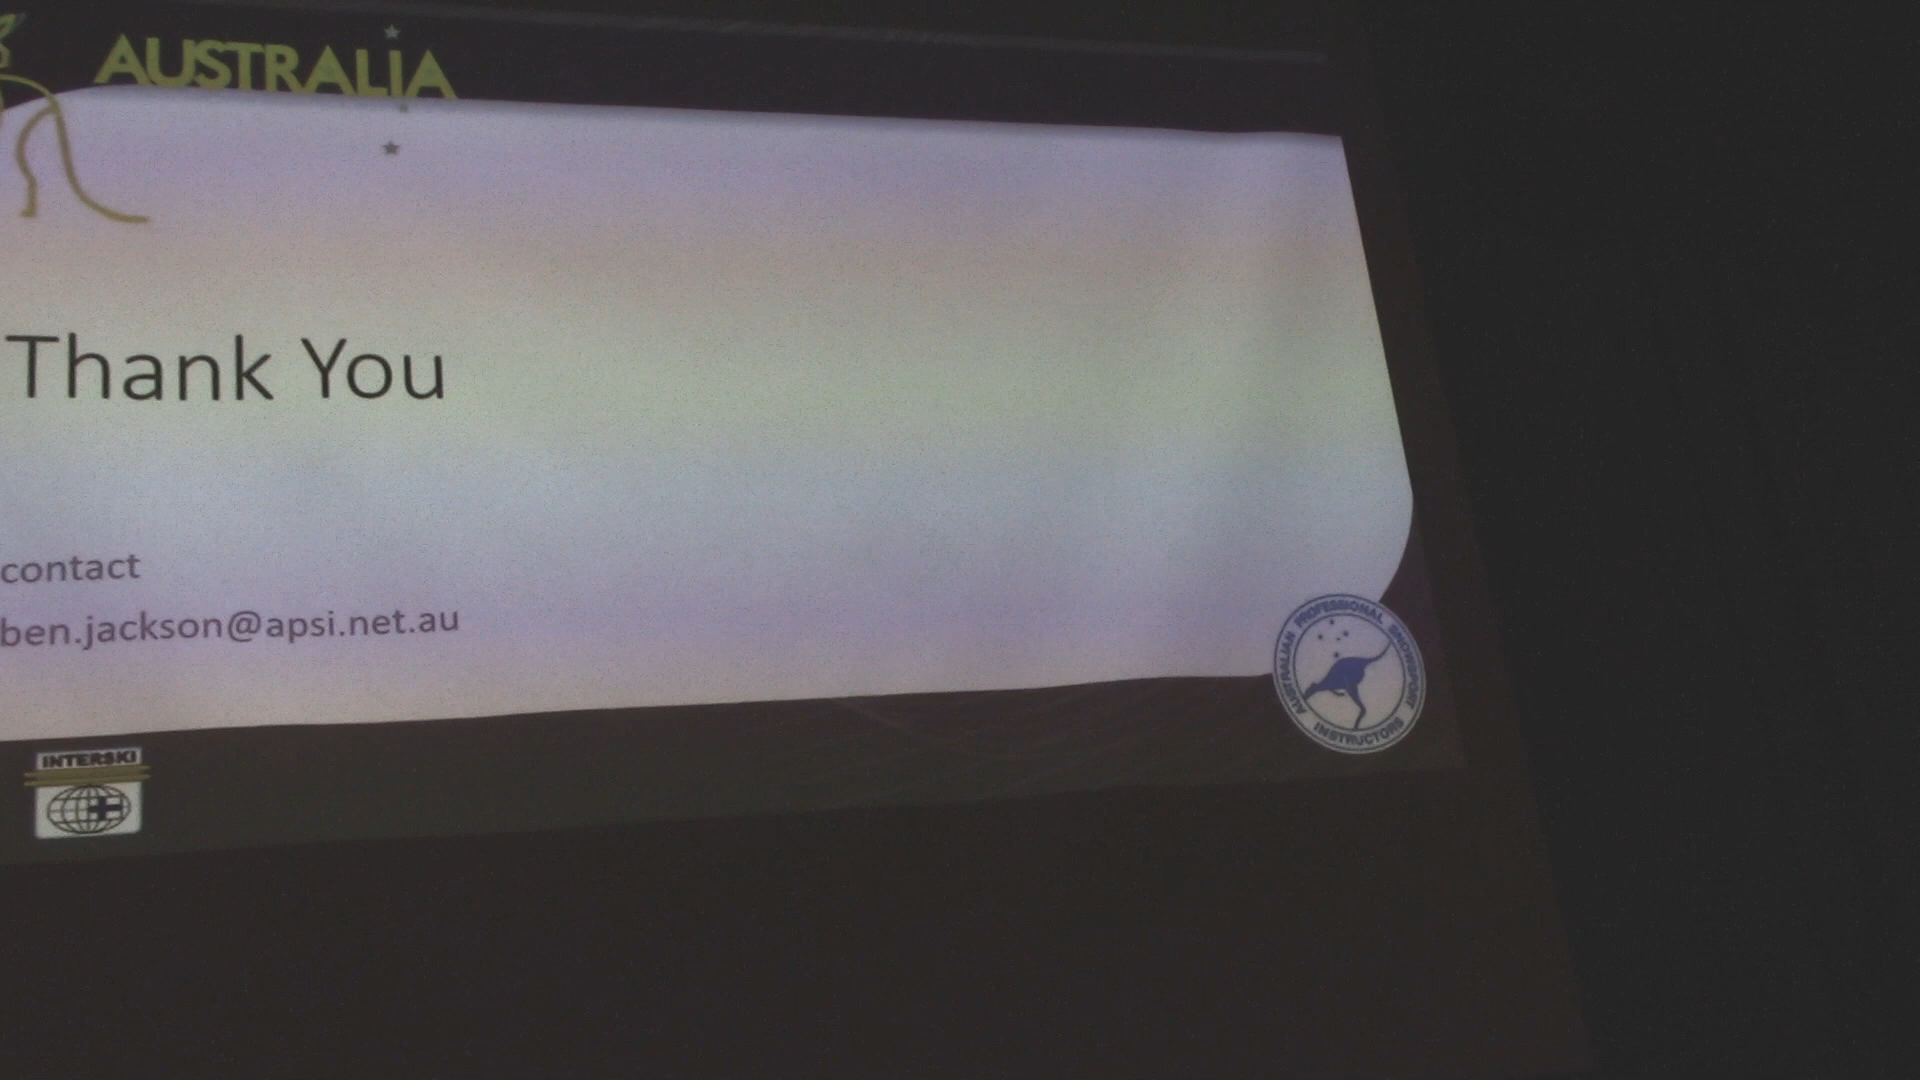 AUSTRALIA
Thank You
contact
ben.jackson@apsi.net.au
AUSTRALIAN PROFESSIONAL SNOWSPORT INSTRUCTORS
INTERSKI